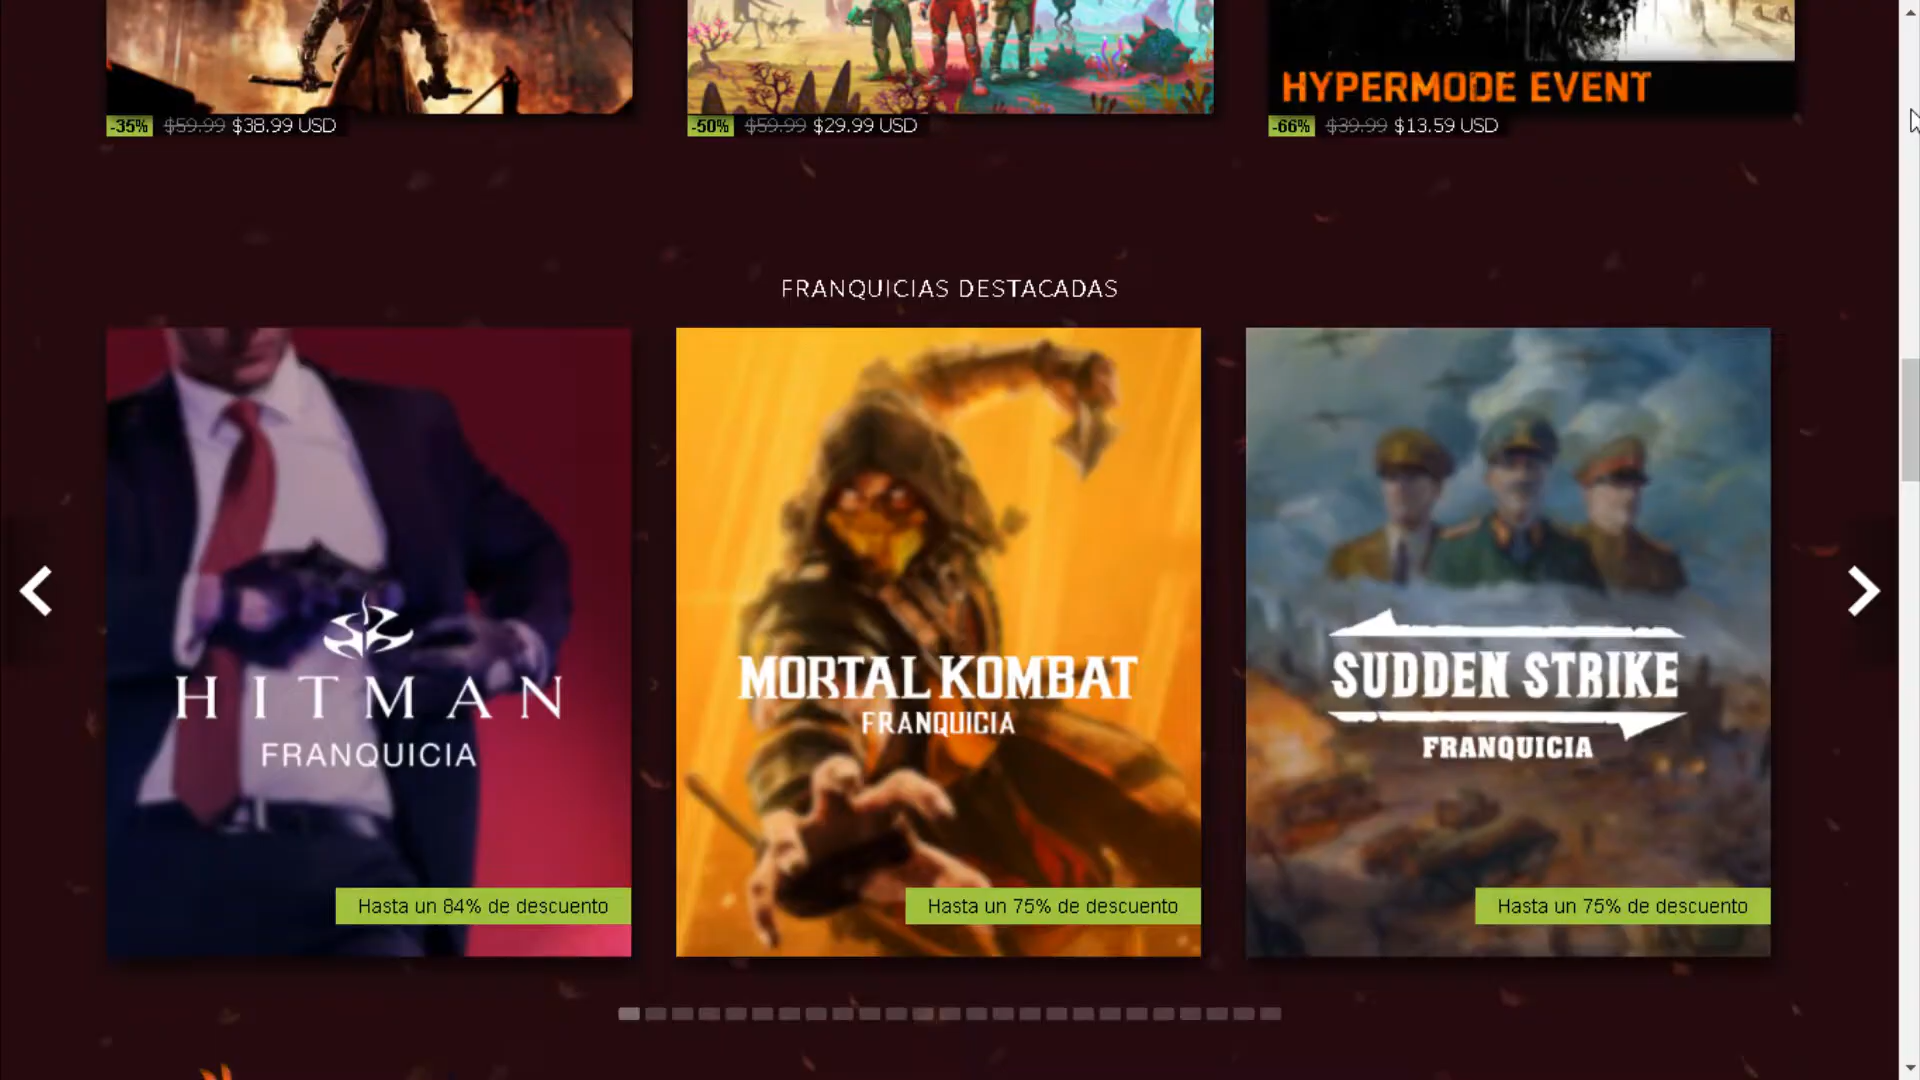 HYPERMODE EVENT
-35% $59.99 $38.99 USD
-50% $59.99 $29.99 USD
-66% $39.99 $13.59 USD
FRANQUICIAS DESTACADAS
HITMAN
FRANQUICIA
Hasta un 84% de descuento
MORTAL KOMBAT
FRANQUICIA
Hasta un 75% de descuento
SUDDEN STRIKE
FRANQUICIA
Hasta un 75% de descuento